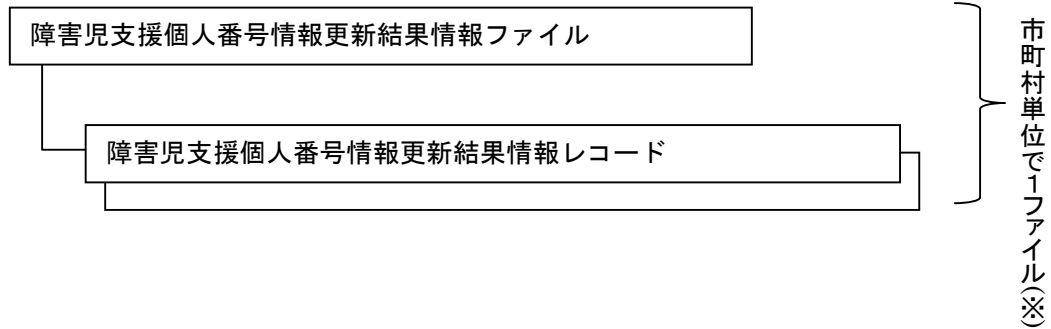 障害児支援個人番号情報更新結果情報ファイル
障害児支援個人番号情報更新結果情報レコード
市町村単位で1ファイル(※)